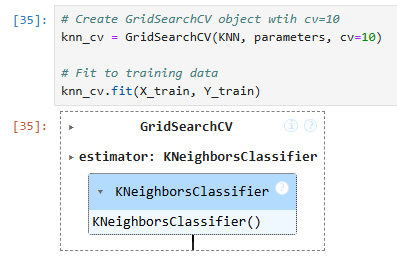 [35]:
# Create GridSearchCV object wtih cv=10
knn_cv = GridSearchCV(KNN, parameters, cv=10)
# Fit to training data
knn_cv.fit(X_train, Y_train)
[35]:
▸ GridSearchCV i ?
▸ estimator: KNeighborsClassifier
▾ KNeighborsClassifier ?
KNeighborsClassifier()